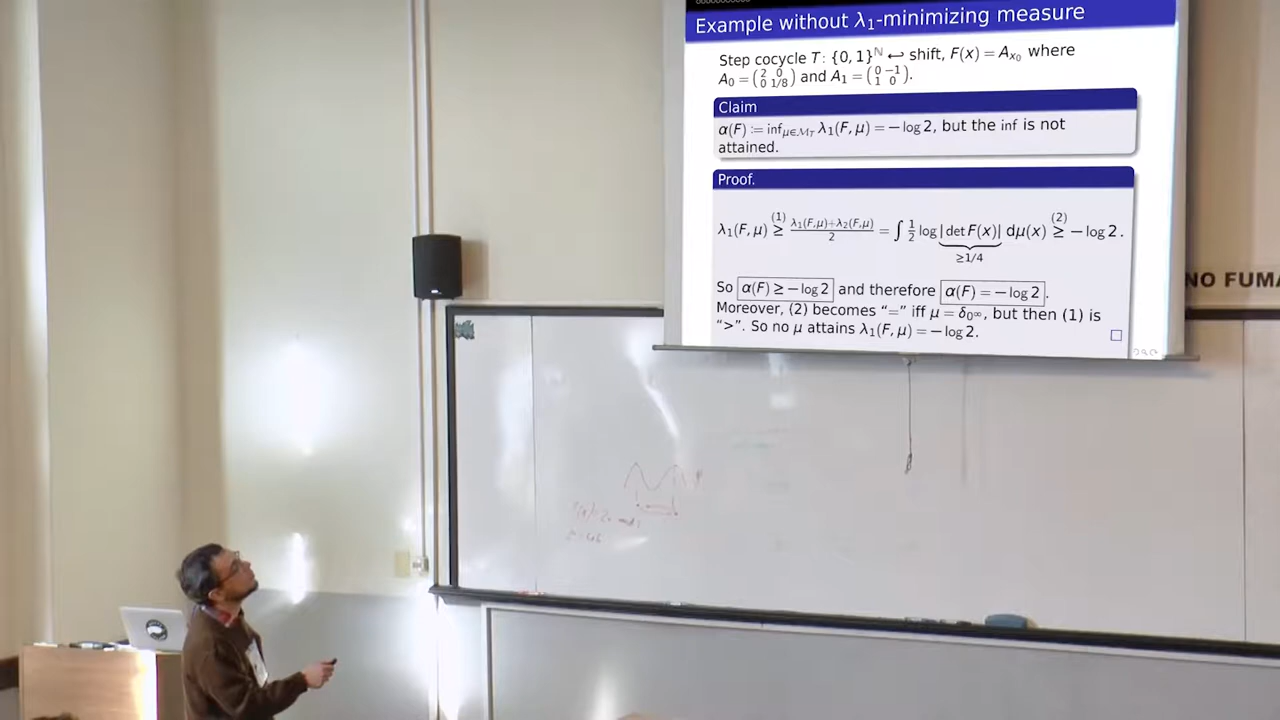 Example without λ₁-minimizing measure
Step cocycle T: {0, 1}^ℕ ↩ shift, F(x) = A_{x₀} where
A₀ = (2 0; 0 1/8) and A₁ = (0 −1; 1 0).
Claim
α(F) := inf_{μ∈M_T} λ₁(F, μ) = − log 2, but the inf is not
attained.
Proof.
λ₁(F, μ) ≥^{(1)} (λ₁(F,μ)+λ₂(F,μ))/2 = ∫ ½ log |det F(x)| dμ(x) ≥^{(2)} − log 2.
≥1/4
So α(F) ≥ − log 2 and therefore α(F) = − log 2.
Moreover, (2) becomes “=” iff μ = δ_{0^∞}, but then (1) is
“>”. So no μ attains λ₁(F, μ) = − log 2.
NO FUMA